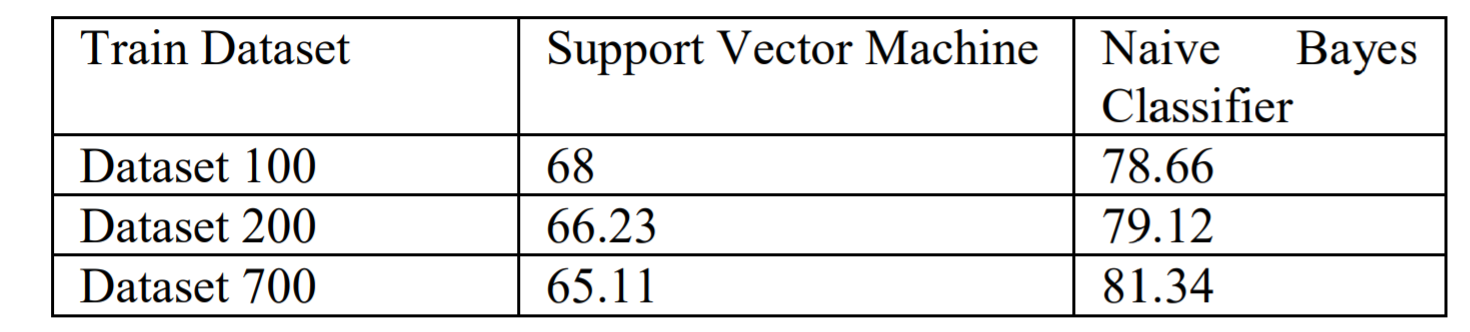 Train Dataset Support Vector Machine Naive Bayes
Classifier
Dataset 100 68 78.66
Dataset 200 66.23 79.12
Dataset 700 65.11 81.34